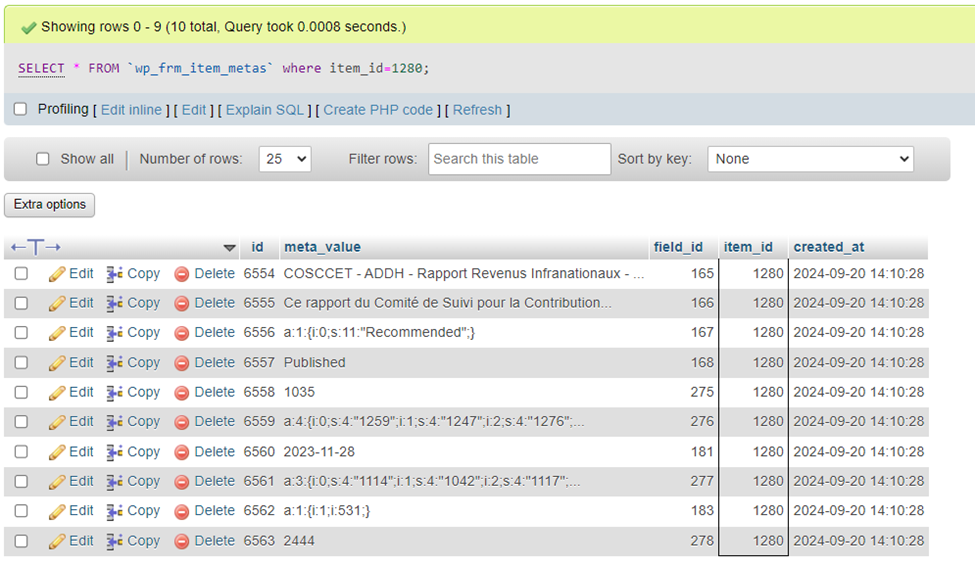 Showing rows 0 - 9 (10 total, Query took 0.0008 seconds.)
SELECT * FROM `wp_frm_item_metas` where item_id=1280;
Profiling [ Edit inline ] [ Edit ] [ Explain SQL ] [ Create PHP code ] [ Refresh ]
Show all Number of rows: 25 Filter rows: Search this table Sort by key: None
Extra options
id meta_value field_id item_id created_at
Edit Copy Delete 6554 COSCCET - ADDH - Rapport Revenus Infranationaux - ... 165 1280 2024-09-20 14:10:28
Edit Copy Delete 6555 Ce rapport du Comité de Suivi pour la Contribution... 166 1280 2024-09-20 14:10:28
Edit Copy Delete 6556 a:1:{i:0;s:11:"Recommended";} 167 1280 2024-09-20 14:10:28
Edit Copy Delete 6557 Published 168 1280 2024-09-20 14:10:28
Edit Copy Delete 6558 1035 275 1280 2024-09-20 14:10:28
Edit Copy Delete 6559 a:4:{i:0;s:4:"1259";i:1;s:4:"1247";i:2;s:4:"1276";... 276 1280 2024-09-20 14:10:28
Edit Copy Delete 6560 2023-11-28 181 1280 2024-09-20 14:10:28
Edit Copy Delete 6561 a:3:{i:0;s:4:"1114";i:1;s:4:"1042";i:2;s:4:"1117";... 277 1280 2024-09-20 14:10:28
Edit Copy Delete 6562 a:1:{i:1;i:531;} 183 1280 2024-09-20 14:10:28
Edit Copy Delete 6563 2444 278 1280 2024-09-20 14:10:28